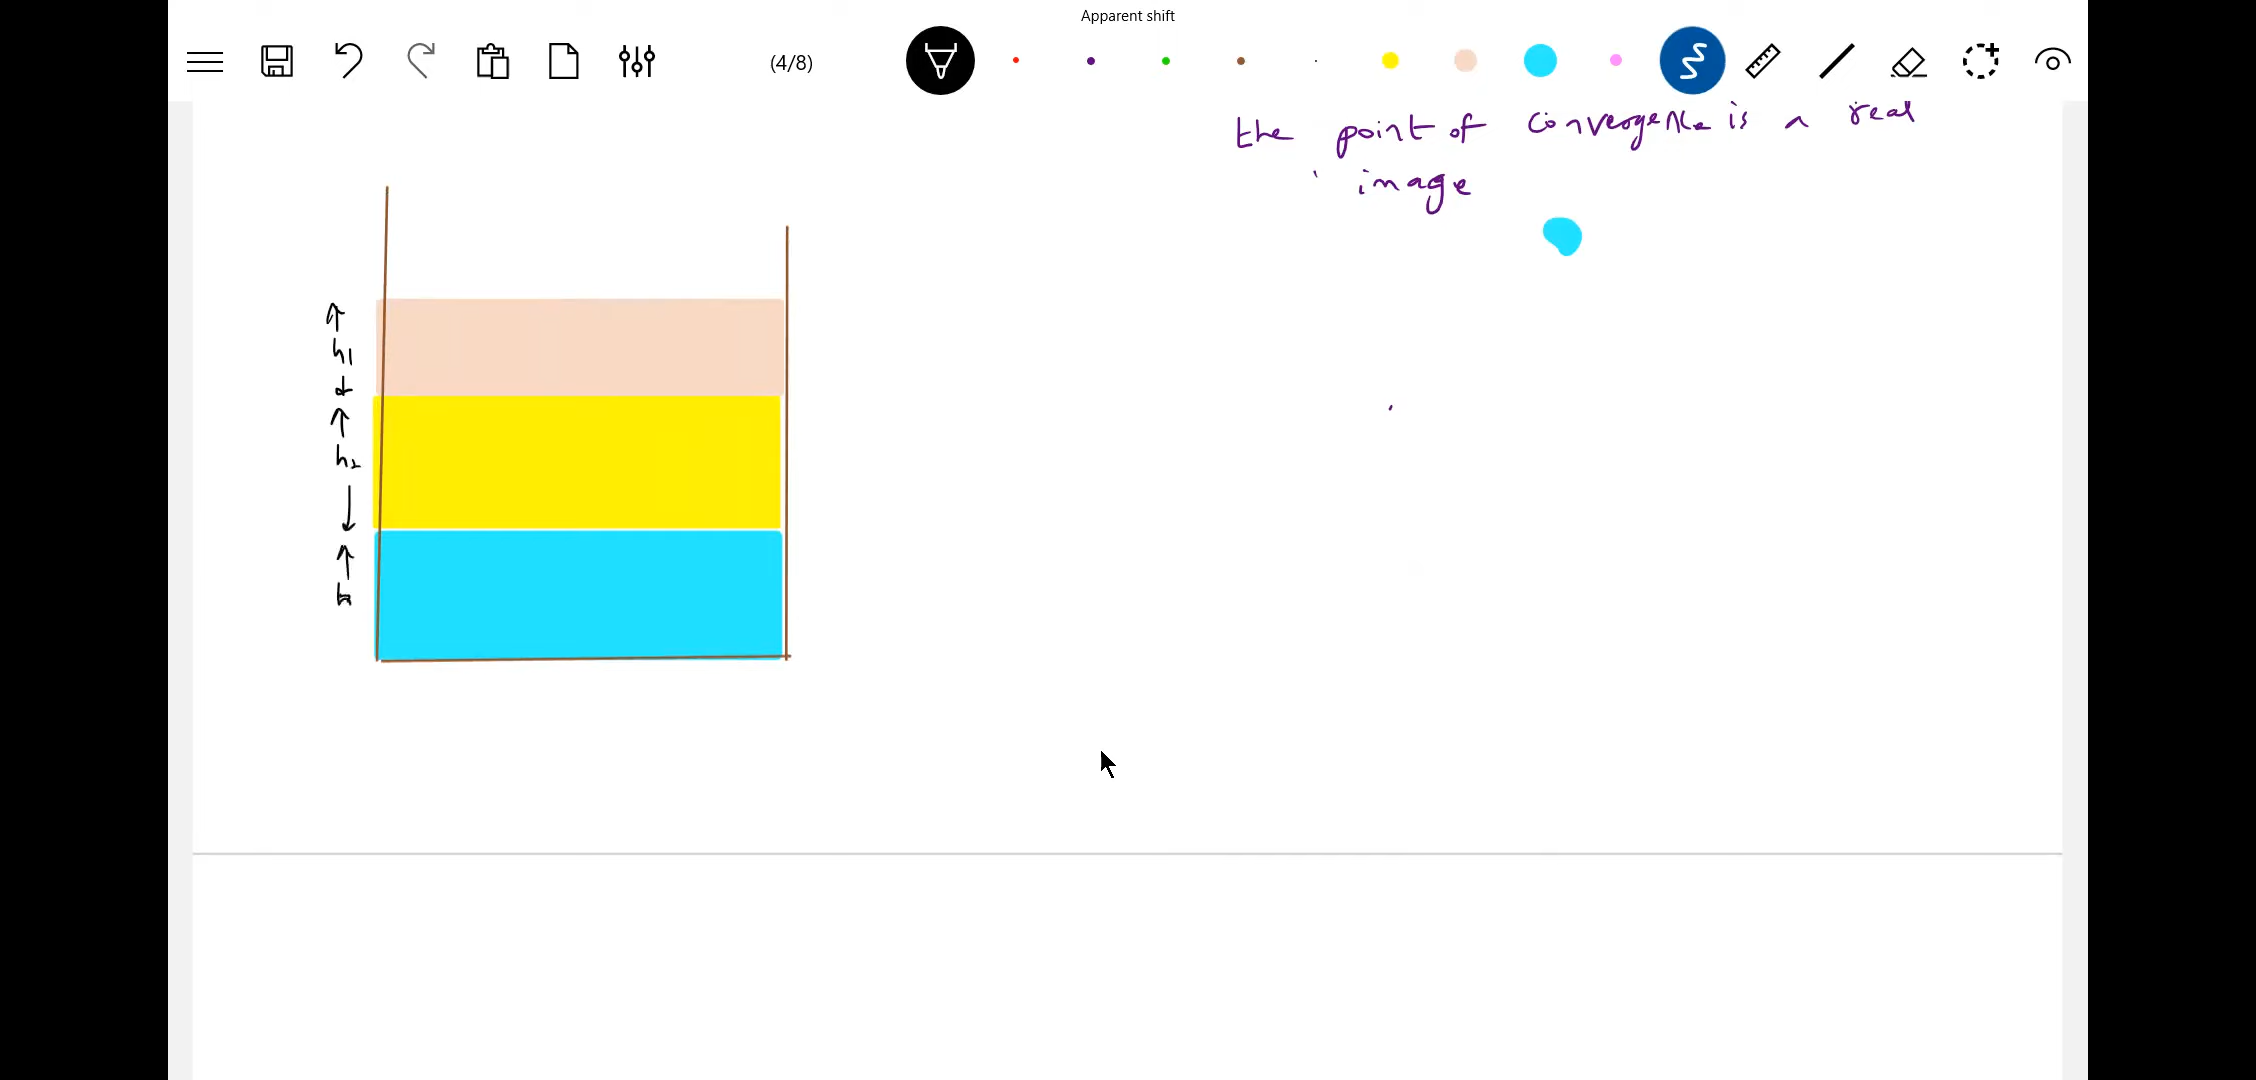 Apparent shift
(4/8)
the point of convergence is a real
image
h1
h2
h